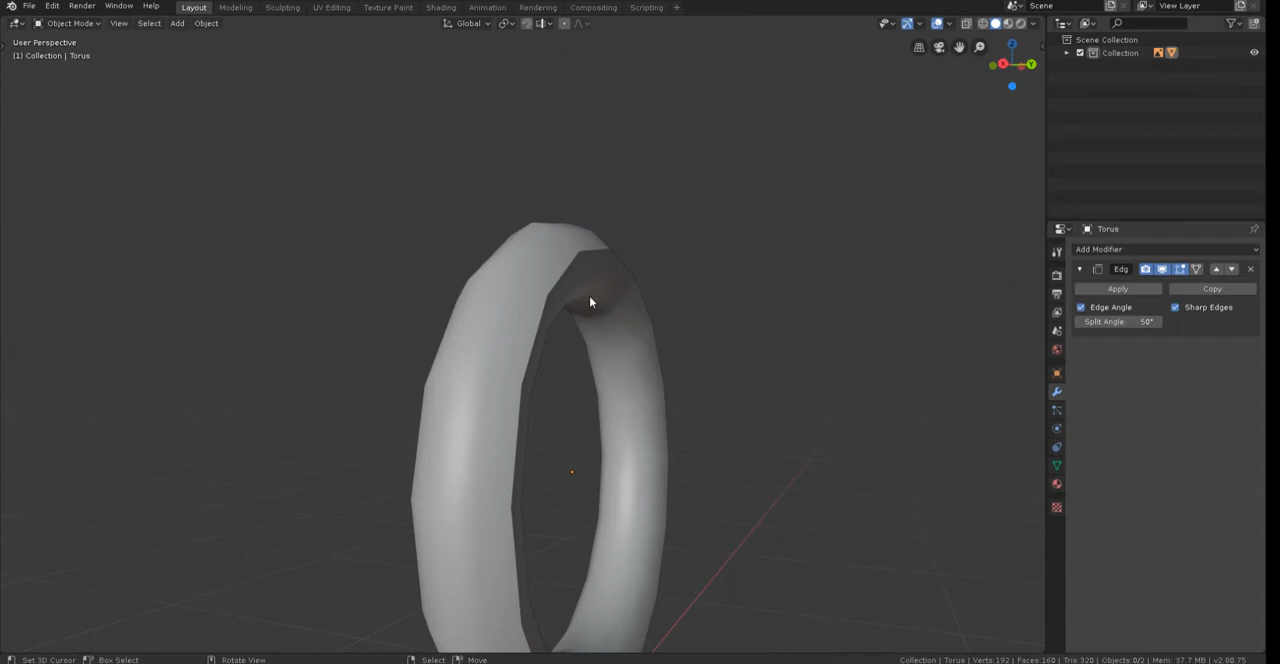 File Edit Render Window Help Layout Modeling Sculpting UV Editing Texture Paint Shading Animation Rendering Compositing Scripting + Scene View Layer
Object Mode View Select Add Object Global
User Perspective
(1) Collection | Torus
X Y Z
Scene Collection
Collection
Torus
Add Modifier
Edg
Apply Copy
Edge Angle Sharp Edges
Split Angle: 50°
Set 3D Cursor Box Select Rotate View Select Move Collection | Torus | Verts:192 | Faces:160 | Tris:320 | Objects:0/2 | Mem: 37.7 MB | v2.80.75